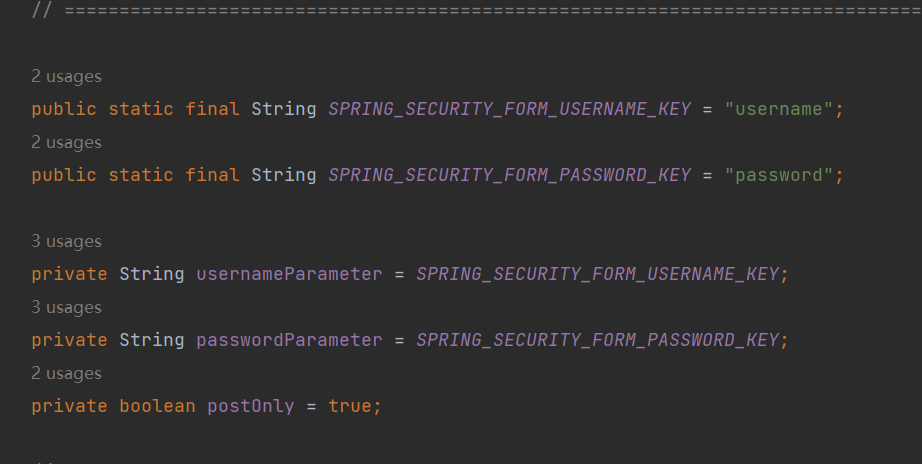 // ================================================================================
2 usages
public static final String SPRING_SECURITY_FORM_USERNAME_KEY = "username";
2 usages
public static final String SPRING_SECURITY_FORM_PASSWORD_KEY = "password";
3 usages
private String usernameParameter = SPRING_SECURITY_FORM_USERNAME_KEY;
3 usages
private String passwordParameter = SPRING_SECURITY_FORM_PASSWORD_KEY;
2 usages
private boolean postOnly = true;